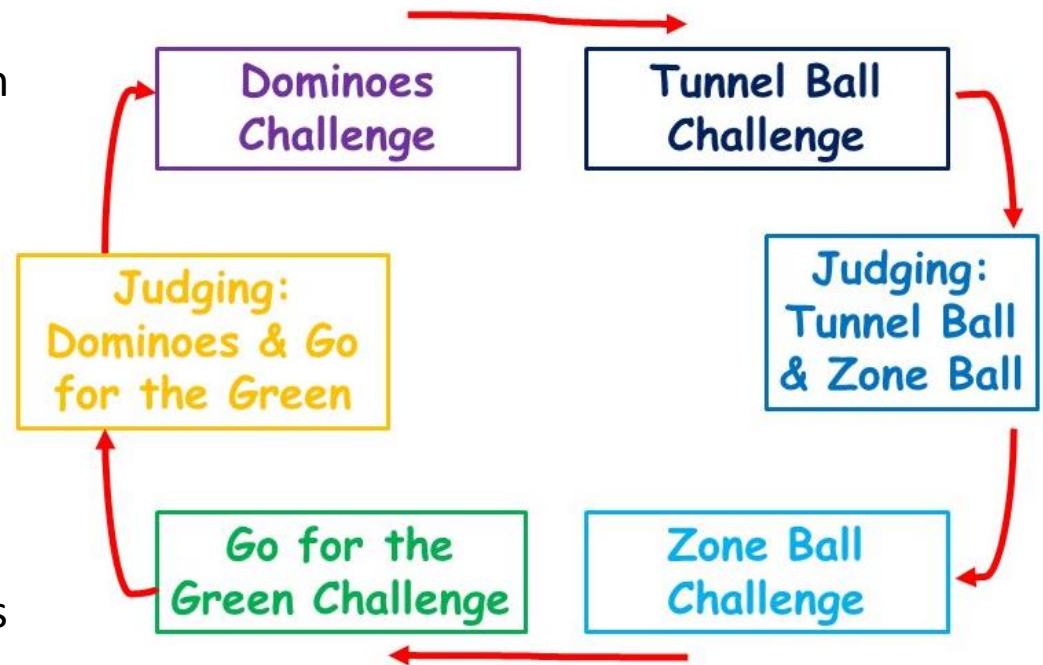 Dominoes
Challenge
Tunnel Ball
Challenge
Judging:
Dominoes & Go
for the Green
Judging:
Tunnel Ball
& Zone Ball
Go for the
Green Challenge
Zone Ball
Challenge